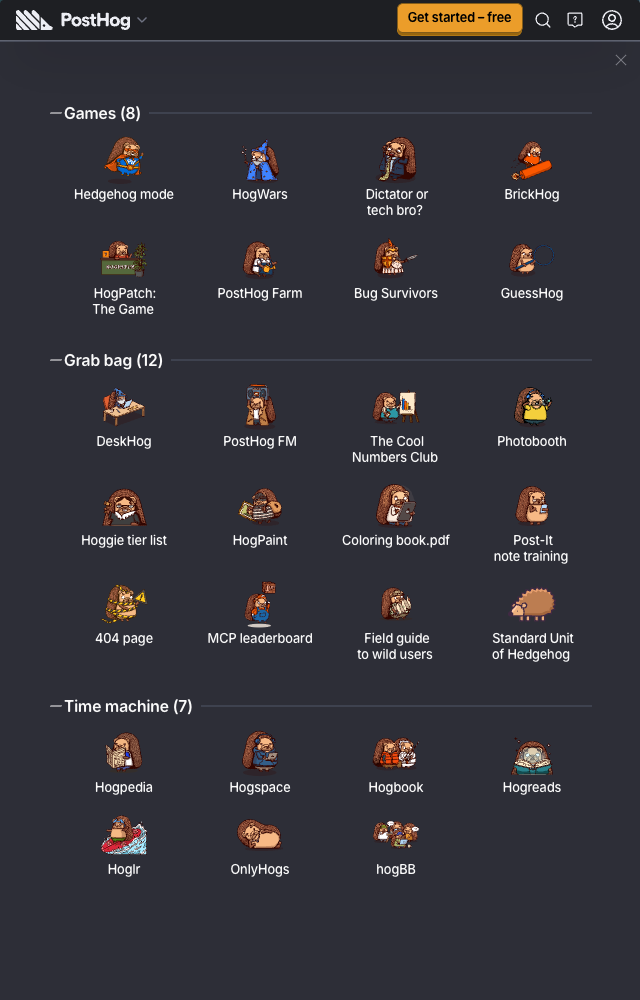 PostHog
Get started – free
Games (8)
Hedgehog mode
HogWars
Dictator or
tech bro?
BrickHog
HogPatch:
The Game
PostHog Farm
Bug Survivors
GuessHog
Grab bag (12)
DeskHog
PostHog FM
The Cool
Numbers Club
Photobooth
Hoggie tier list
HogPaint
Coloring book.pdf
Post-It
note training
404 page
MCP leaderboard
Field guide
to wild users
Standard Unit
of Hedgehog
Time machine (7)
Hogpedia
Hogspace
Hogbook
Hogreads
Hoglr
OnlyHogs
hogBB